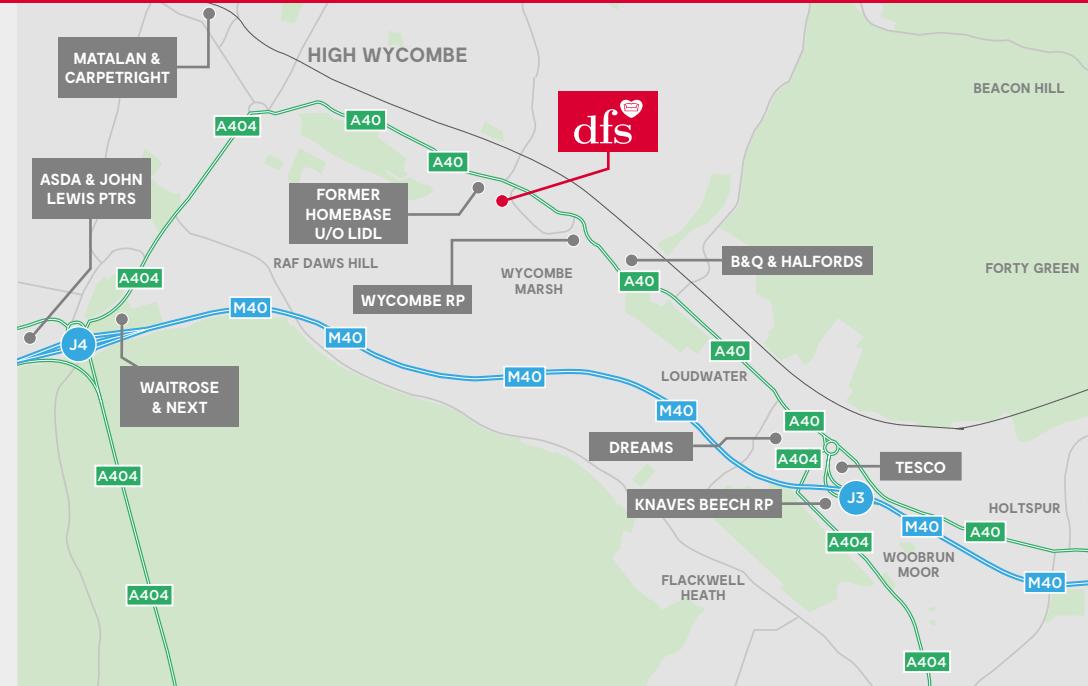 MATALAN &
CARPETRIGHT
HIGH WYCOMBE
BEACON HILL
dfs
A404
A40
A40
ASDA & JOHN
LEWIS PTRS
FORMER
HOMEBASE
U/O LIDL
RAF DAWS HILL
WYCOMBE
MARSH
B&Q & HALFORDS
FORTY GREEN
A404
A40
WYCOMBE RP
M40
M40
J4
A40
LOUDWATER
M40
WAITROSE
& NEXT
M40
A40
DREAMS
A404
TESCO
A404
KNAVES BEECH RP
J3
HOLTSPUR
M40
A40
A404
WOOBRUN
MOOR
FLACKWELL
HEATH
M40
A404
A404